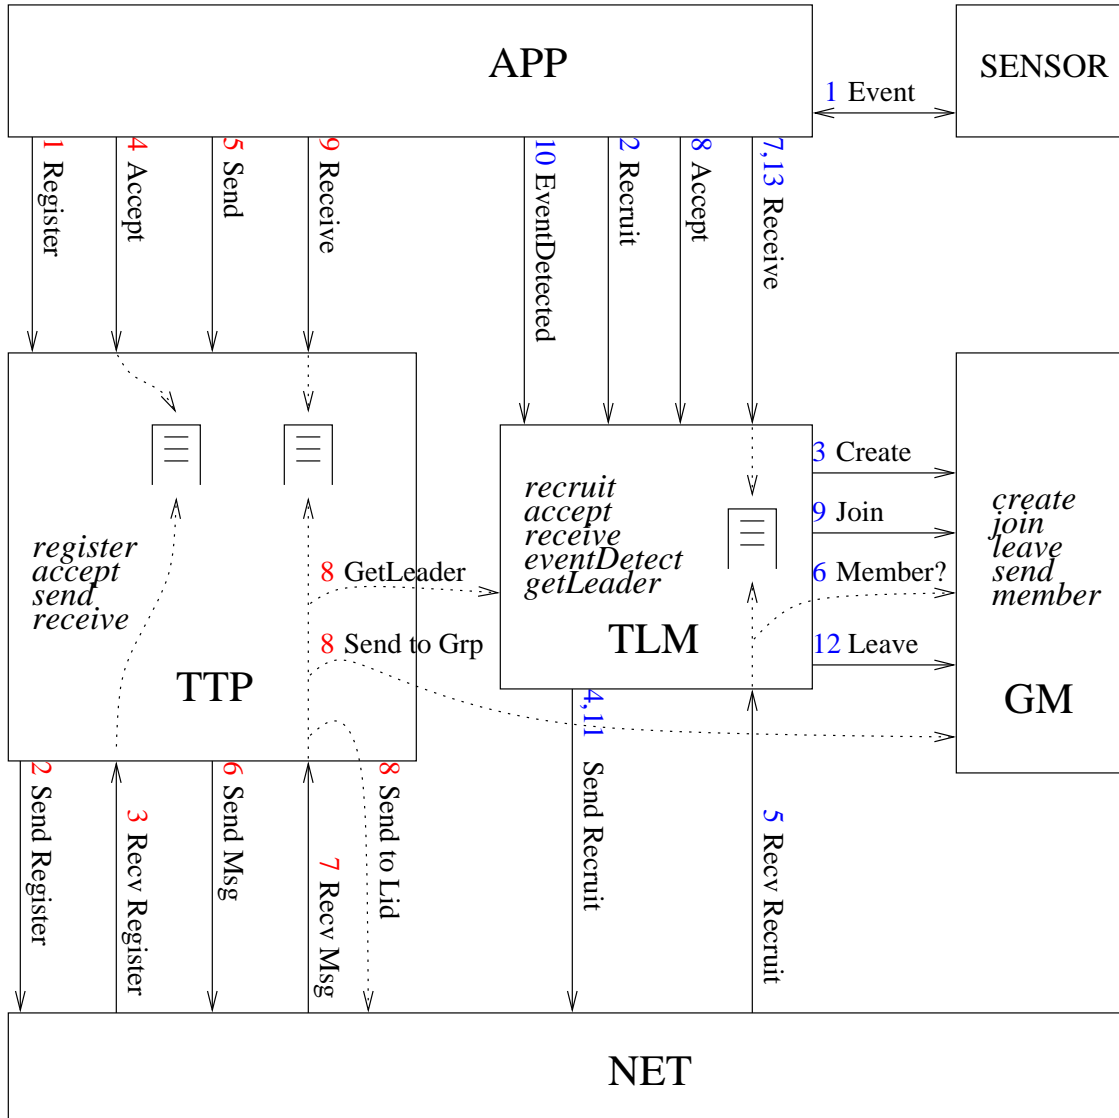 APP
SENSOR
1 Event
1 Register
4 Accept
5 Send
9 Receive
10 EventDetected
2 Recruit
8 Accept
7,13 Receive
register
accept
send
receive
TTP
8 GetLeader
8 Send to Grp
recruit
accept
receive
eventDetect
getLeader
TLM
3 Create
9 Join
6 Member?
12 Leave
create
join
leave
send
member
GM
2 Send Register
3 Recv Register
6 Send Msg
7 Recv Msg
8 Send to Lid
4,11 Send Recruit
5 Recv Recruit
NET